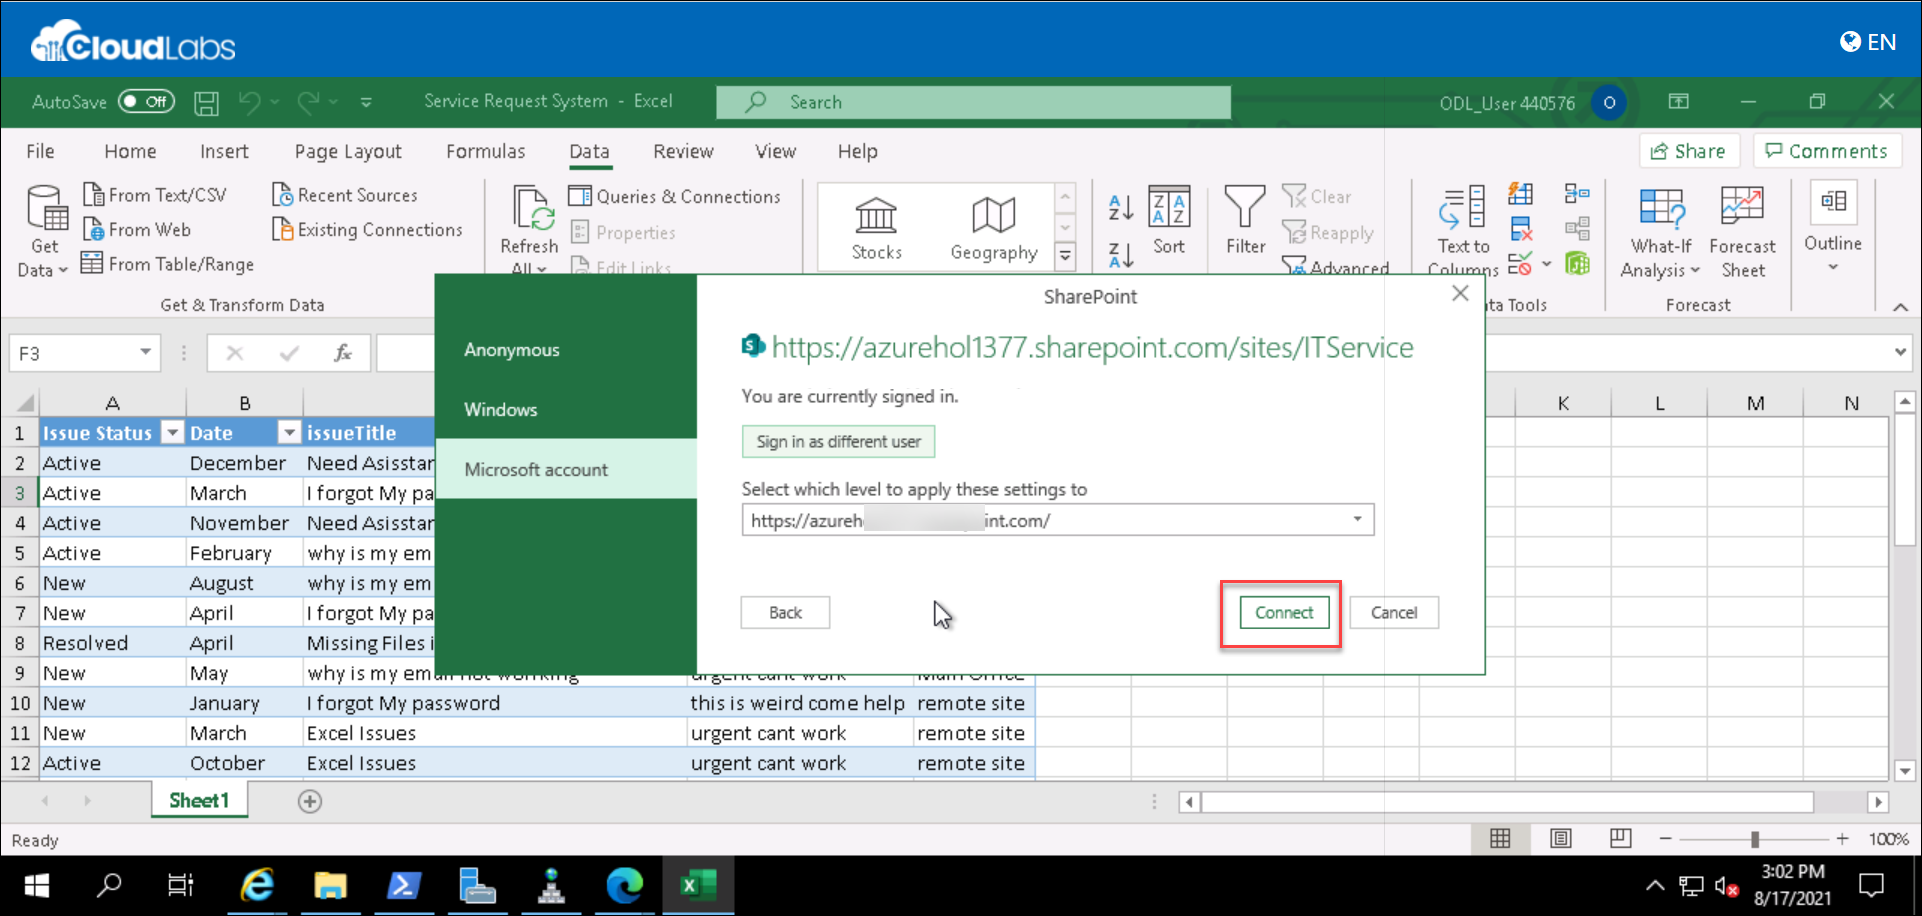 CloudLabs
EN
AutoSave Off
Service Request System - Excel
Search
ODL_User 440576
O
File Home Insert Page Layout Formulas Data Review View Help
Share
Comments
Get Data
From Text/CSV
From Web
From Table/Range
Recent Sources
Existing Connections
Get & Transform Data
Refresh All
Queries & Connections
Properties
Edit Links
Stocks
Geography
Sort
Filter
Clear
Reapply
Advanced
Text to Columns
ta Tools
What-If Analysis
Forecast Sheet
Forecast
Outline
F3
fx
SharePoint
Anonymous
Windows
Microsoft account
https://azurehol1377.sharepoint.com/sites/ITService
You are currently signed in.
Sign in as different user
Select which level to apply these settings to
https://azureh int.com/
Back
Connect
Cancel
A B K L M N
1 Issue Status Date issueTitle
2 Active December Need Asisstar
3 Active March I forgot My pa
4 Active November Need Asisstar
5 Active February why is my em
6 New August why is my em
7 New April I forgot My pa
8 Resolved April Missing Files i
9 New May why is my email not working urgent cant work Main Office
10 New January I forgot My password this is weird come help remote site
11 New March Excel Issues urgent cant work remote site
12 Active October Excel Issues urgent cant work remote site
Sheet1
Ready
100%
3:02 PM
8/17/2021